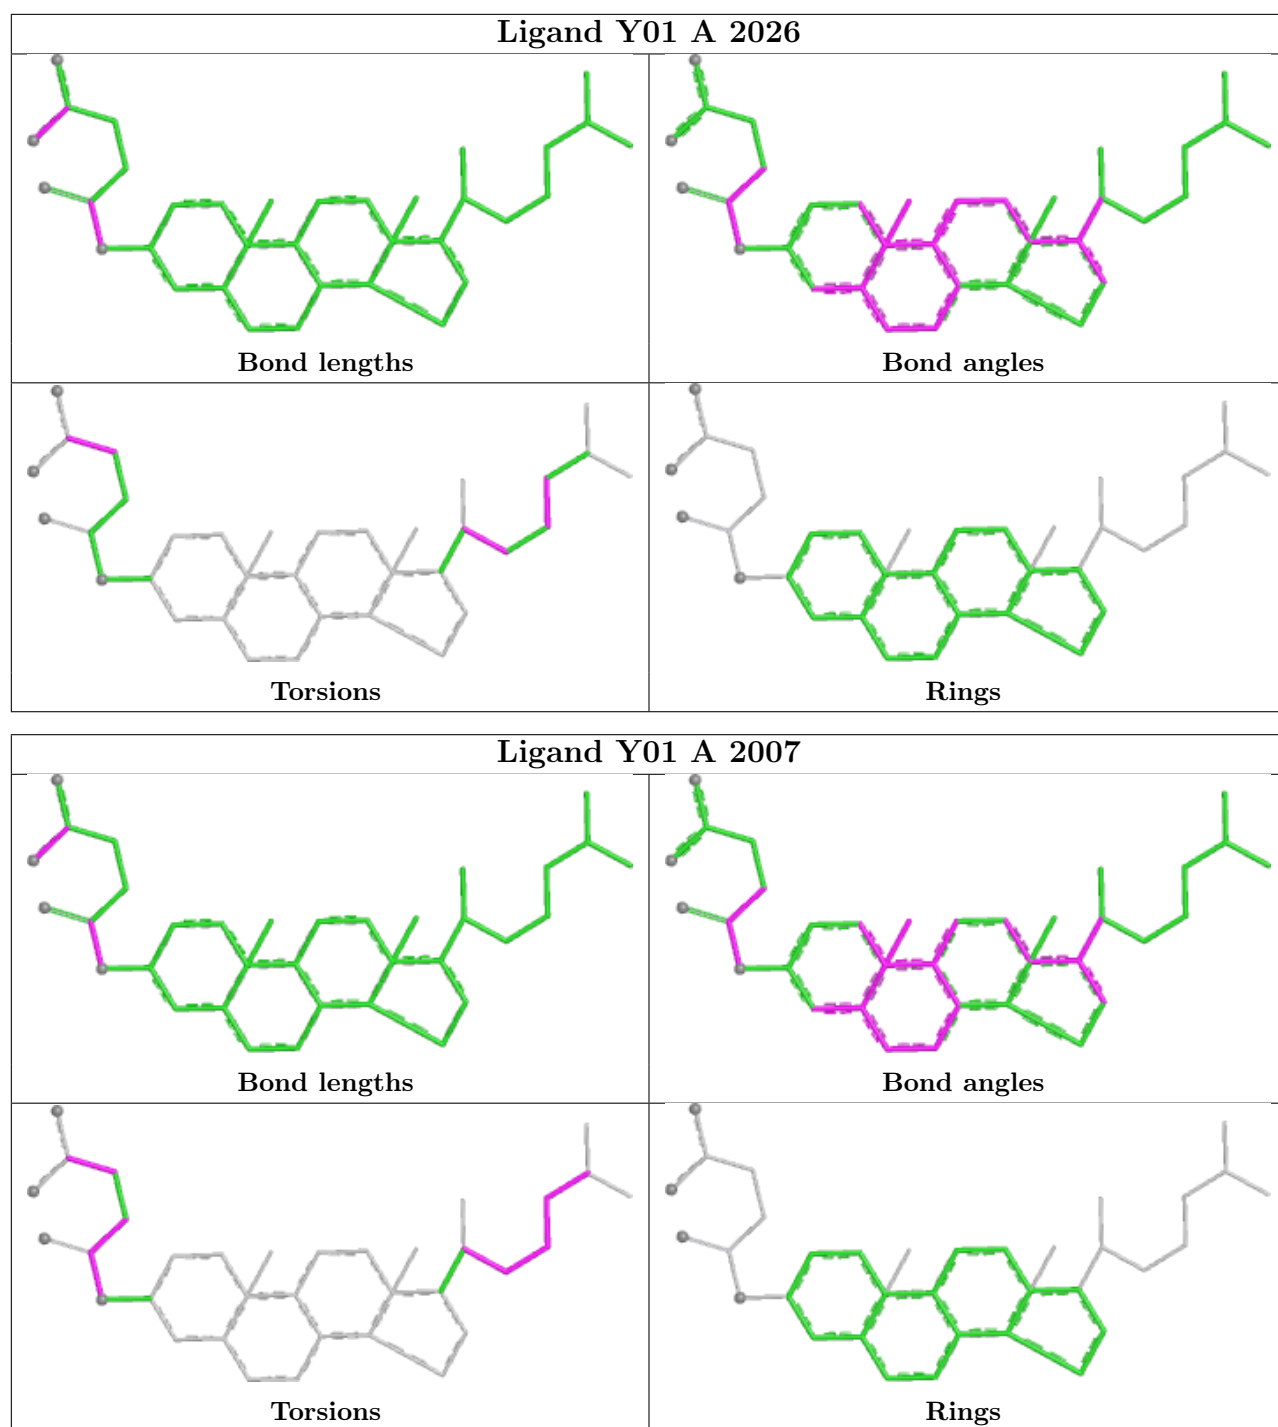 Ligand Y01 A 2026
Bond lengths
Bond angles
Torsions
Rings
Ligand Y01 A 2007
Bond lengths
Bond angles
Torsions
Rings